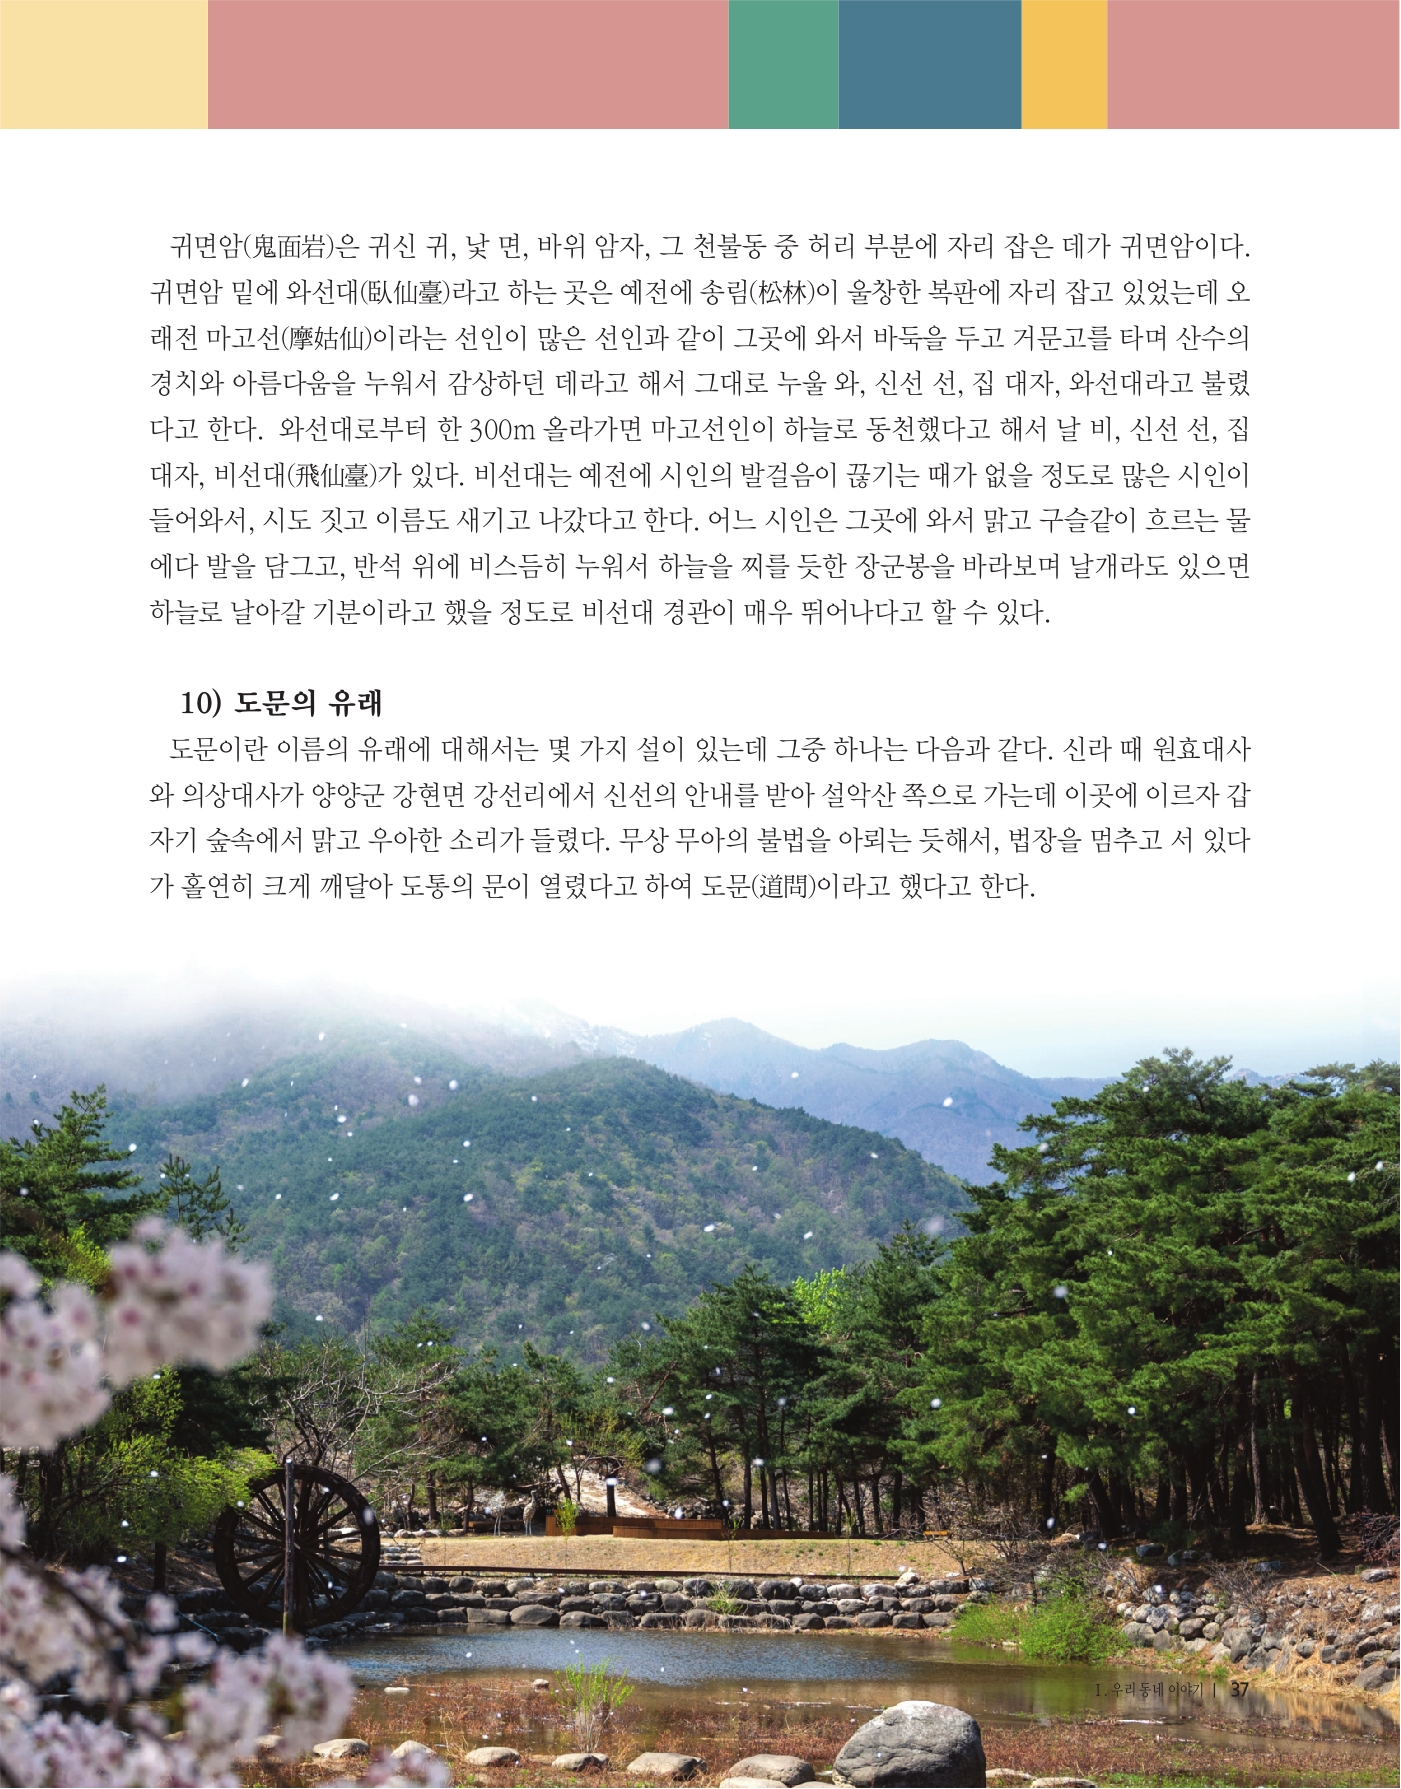 귀면암(鬼面岩)은 귀신 귀, 낯 면, 바위 암자, 그 천불동 중 허리 부분에 자리 잡은 데가 귀면암이다.
귀면암 밑에 와선대(臥仙臺)라고 하는 곳은 예전에 송림(松林)이 울창한 복판에 자리 잡고 있었는데 오
래전 마고선(摩姑仙)이라는 선인이 많은 선인과 같이 그곳에 와서 바둑을 두고 거문고를 타며 산수의
경치와 아름다움을 누워서 감상하던 데라고 해서 그대로 누울 와, 신선 선, 집 대자, 와선대라고 불렸
다고 한다. 와선대로부터 한 300m 올라가면 마고선인이 하늘로 동천했다고 해서 날 비, 신선 선, 집
대자, 비선대(飛仙臺)가 있다. 비선대는 예전에 시인의 발걸음이 끊기는 때가 없을 정도로 많은 시인이
들어와서, 시도 짓고 이름도 새기고 나갔다고 한다. 어느 시인은 그곳에 와서 맑고 구슬같이 흐르는 물
에다 발을 담그고, 반석 위에 비스듬히 누워서 하늘을 찌를 듯한 장군봉을 바라보며 날개라도 있으면
하늘로 날아갈 기분이라고 했을 정도로 비선대 경관이 매우 뛰어나다고 할 수 있다.
10) 도문의 유래
도문이란 이름의 유래에 대해서는 몇 가지 설이 있는데 그중 하나는 다음과 같다. 신라 때 원효대사
와 의상대사가 양양군 강현면 강선리에서 신선의 안내를 받아 설악산 쪽으로 가는데 이곳에 이르자 갑
자기 숲속에서 맑고 우아한 소리가 들렸다. 무상 무아의 불법을 아뢰는 듯해서, 법장을 멈추고 서 있다
가 홀연히 크게 깨달아 도통의 문이 열렸다고 하여 도문(道問)이라고 했다고 한다.
Ⅰ. 우리 동네 이야기 | 37